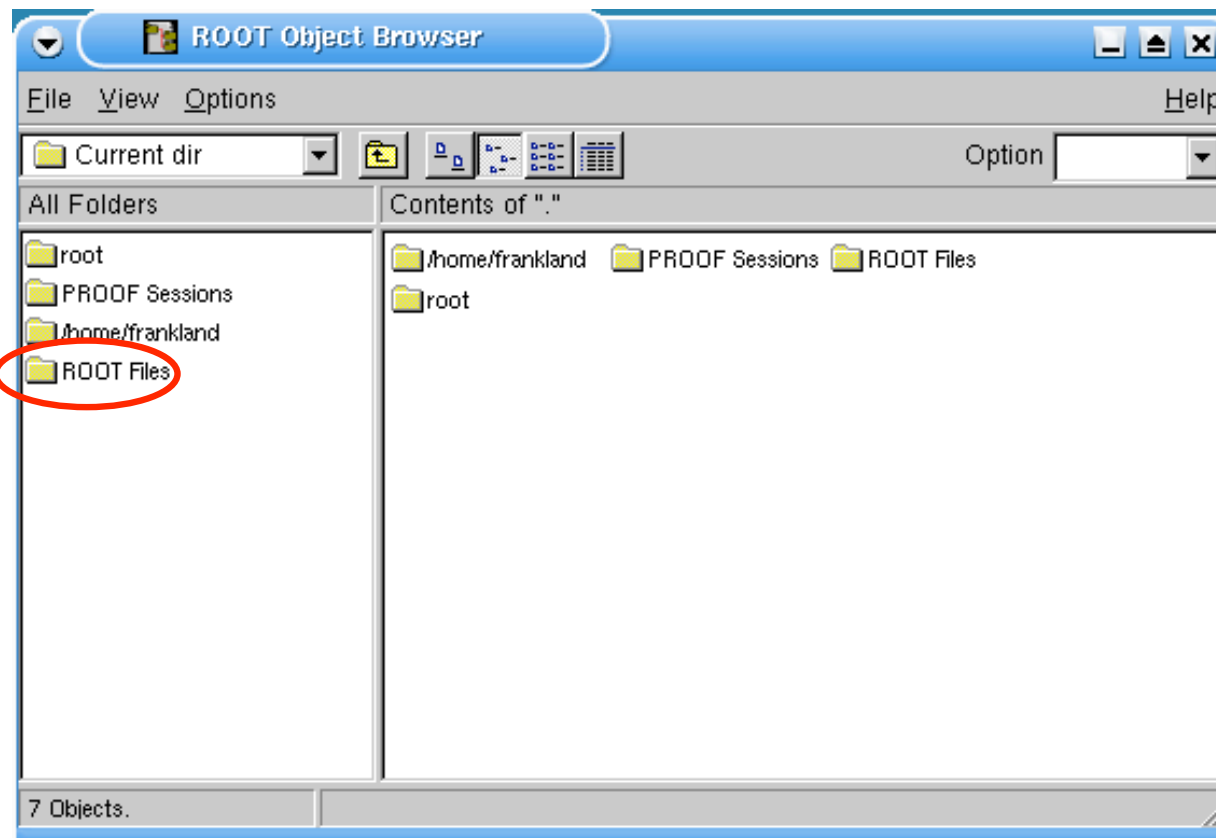 ROOT Object Browser
File View Options Help
Current dir Option
All Folders
Contents of "."
root
PROOF Sessions
/home/frankland
ROOT Files
/home/frankland PROOF Sessions ROOT Files
root
7 Objects.